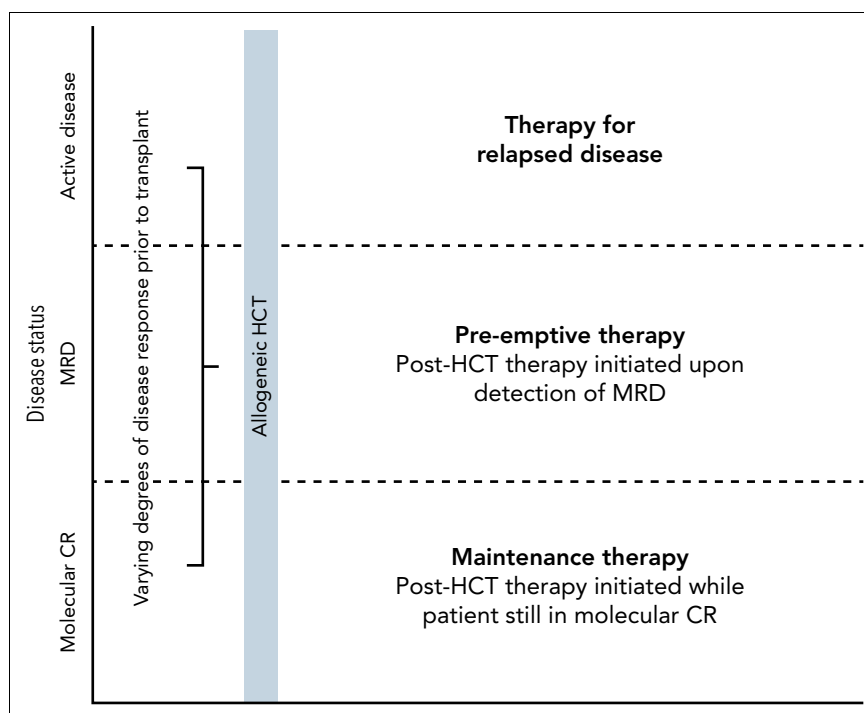 Disease status
Active disease
MRD
Molecular CR
Varying degrees of disease response prior to transplant
Allogeneic HCT
Therapy for
relapsed disease
Pre-emptive therapy
Post-HCT therapy initiated upon
detection of MRD
Maintenance therapy
Post-HCT therapy initiated while
patient still in molecular CR